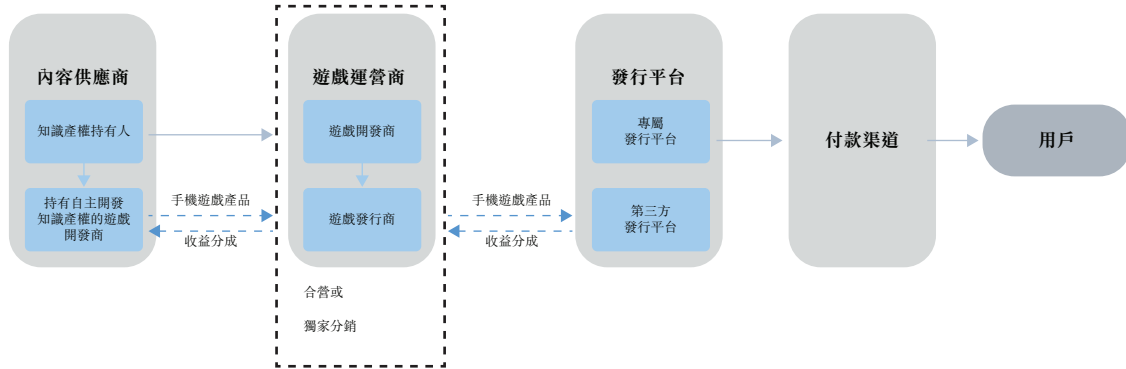 內容供應商
知識產權持有人
持有自主開發
知識產權的遊戲
開發商
手機遊戲產品
收益分成
遊戲運營商
遊戲開發商
遊戲發行商
合營或
獨家分銷
手機遊戲產品
收益分成
發行平台
專屬
發行平台
第三方
發行平台
付款渠道
用戶